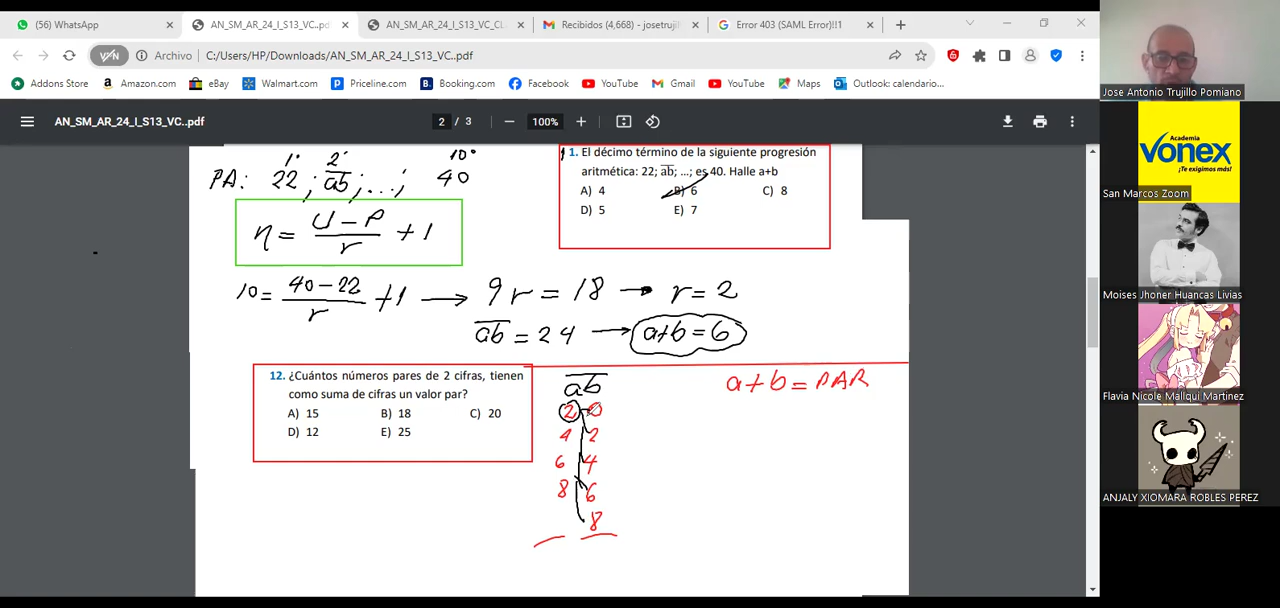 (56) WhatsApp
AN_SM_AR_24_I_S13_VC..pd
AN_SM_AR_24_I_S13_VC_CL
Recibidos (4,668) - josetrujill
Error 403 (SAML Error)!!1
Archivo
C:/Users/HP/Downloads/AN_SM_AR_24_I_S13_VC..pdf
Addons Store
Amazon.com
eBay
Walmart.com
Priceline.com
Booking.com
Facebook
YouTube
Gmail
YouTube
Maps
Outlook: calendario...
AN_SM_AR_24_I_S13_VC..pdf
2 / 3
100%
1° 2° 10°
PA: 22 ; ab ; ... ; 40
n = U - P / r + 1
10 = 40 - 22 / r + 1 → 9r = 18 → r = 2
ab = 24 → a+b = 6
1. El décimo término de la siguiente progresión
aritmética: 22; ab; ...; es 40. Halle a+b
A) 4 B) 6 C) 8
D) 5 E) 7
12. ¿Cuántos números pares de 2 cifras, tienen
como suma de cifras un valor par?
A) 15 B) 18 C) 20
D) 12 E) 25
ab
2 0
4 2
6 4
8 6
8
a + b = PAR
Jose Antonio Trujillo Pomiano
Academia
Vonex
¡Te exigimos más!
San Marcos Zoom
Moises Jhoner Huancas Livias
Flavia Nicole Mallqui Martinez
ANJALY XIOMARA ROBLES PEREZ